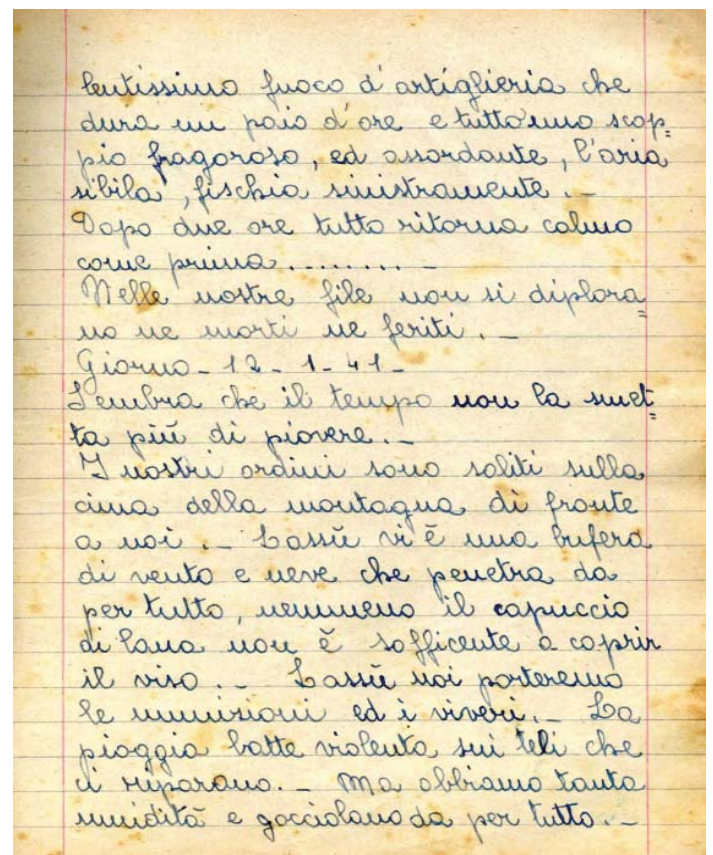 lentissimo fuoco d'artiglieria che
dura un paio d'ore e tutto uno scop=
pio fragoroso, ed assordante, l'aria
sibila, fischia sinistramente. -
Dopo due ore tutto ritorna calmo
come prima ......... -
Nelle nostre file non si diplora=
no ne morti ne feriti. -
Giorno - 12 - 1 - 41 -
Sembra che il tempo non la smet=
ta più di piovere. -
I nostri ordini sono soliti sulla
cima della montagna di fronte
a noi. - Lassù vi è una bufera
di vento e neve che penetra da
per tutto, nemmeno il capuccio
di lana non è sofficente a coprir
il viso. - Lassù noi porteremo
le munizioni ed i viveri. - La
pioggia batte violenta sui teli che
ci riparano. - Ma abbiamo tanta
umidità e gocciolano da per tutto. -